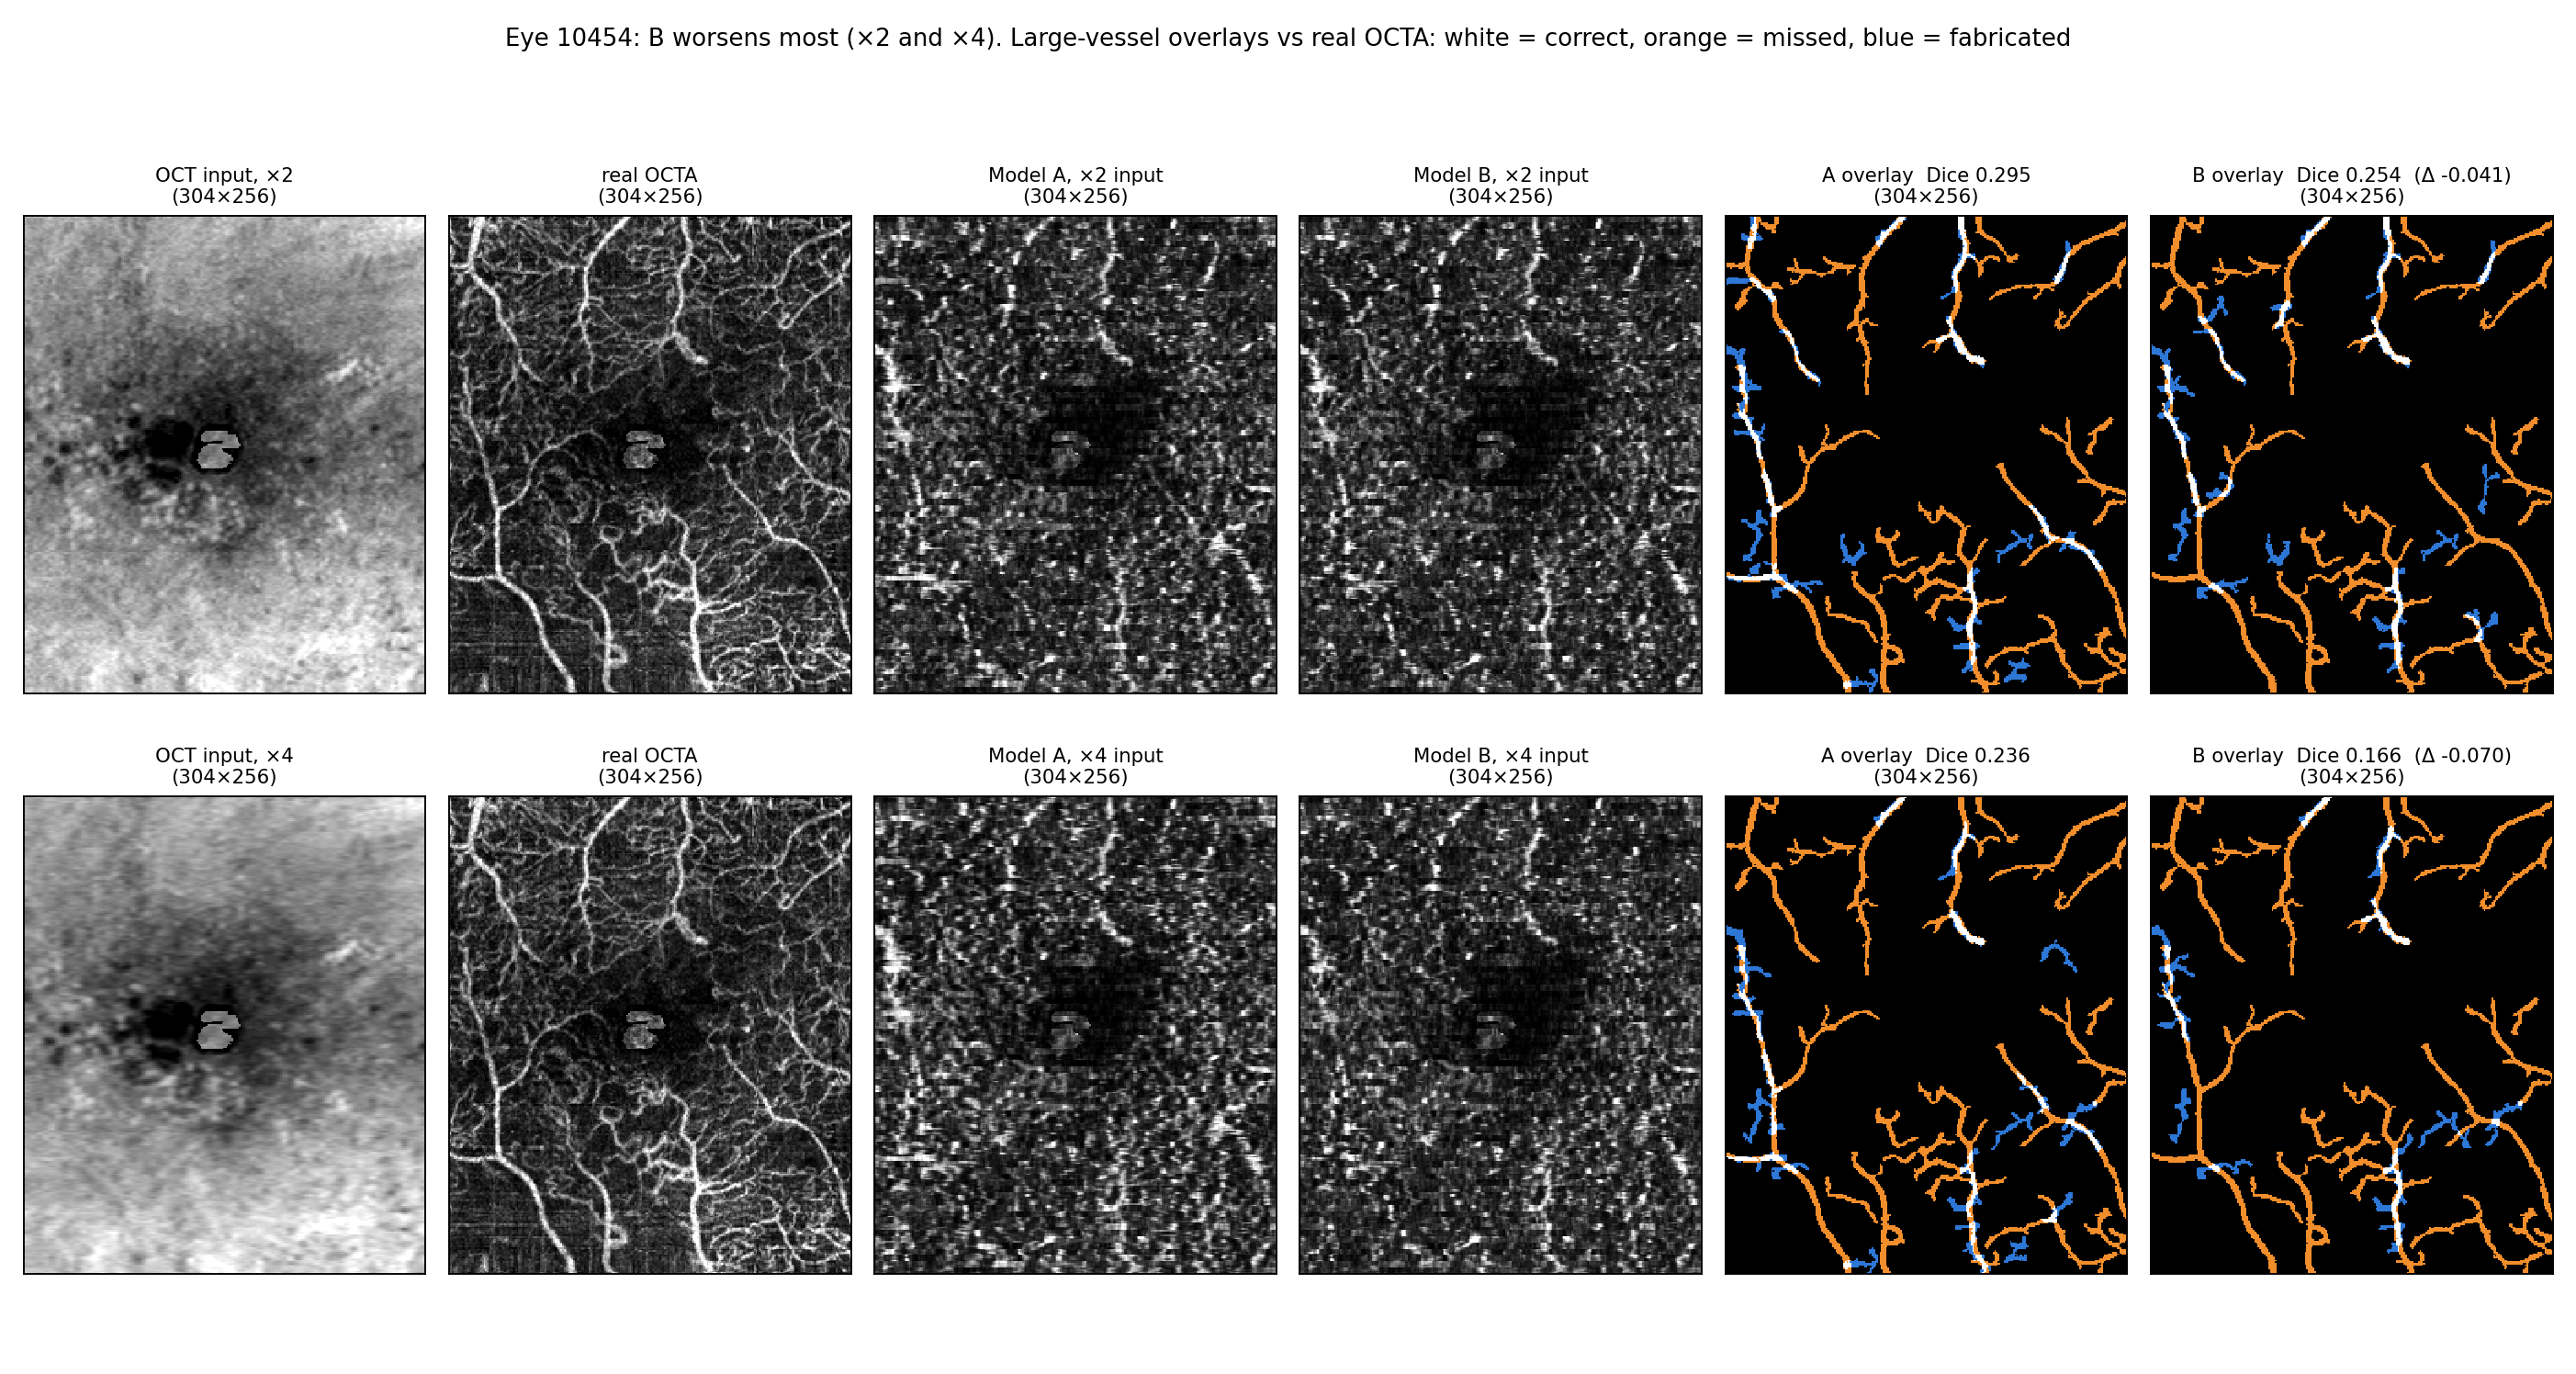 Eye 10454: B worsens most (×2 and ×4). Large-vessel overlays vs real OCTA: white = correct, orange = missed, blue = fabricated
OCT input, ×2
(304×256)
real OCTA
(304×256)
Model A, ×2 input
(304×256)
Model B, ×2 input
(304×256)
A overlay  Dice 0.295
(304×256)
B overlay  Dice 0.254  (Δ -0.041)
(304×256)
OCT input, ×4
(304×256)
real OCTA
(304×256)
Model A, ×4 input
(304×256)
Model B, ×4 input
(304×256)
A overlay  Dice 0.236
(304×256)
B overlay  Dice 0.166  (Δ -0.070)
(304×256)